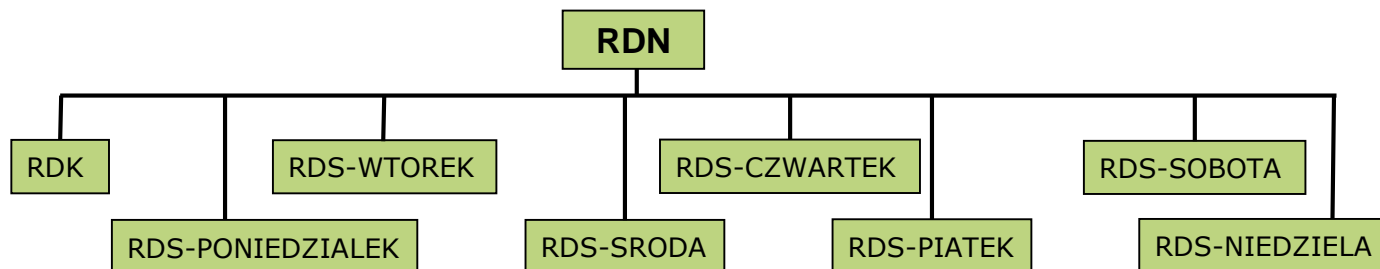 RDN
RDK
RDS-WTOREK
RDS-CZWARTEK
RDS-SOBOTA
RDS-PONIEDZIALEK
RDS-SRODA
RDS-PIATEK
RDS-NIEDZIELA